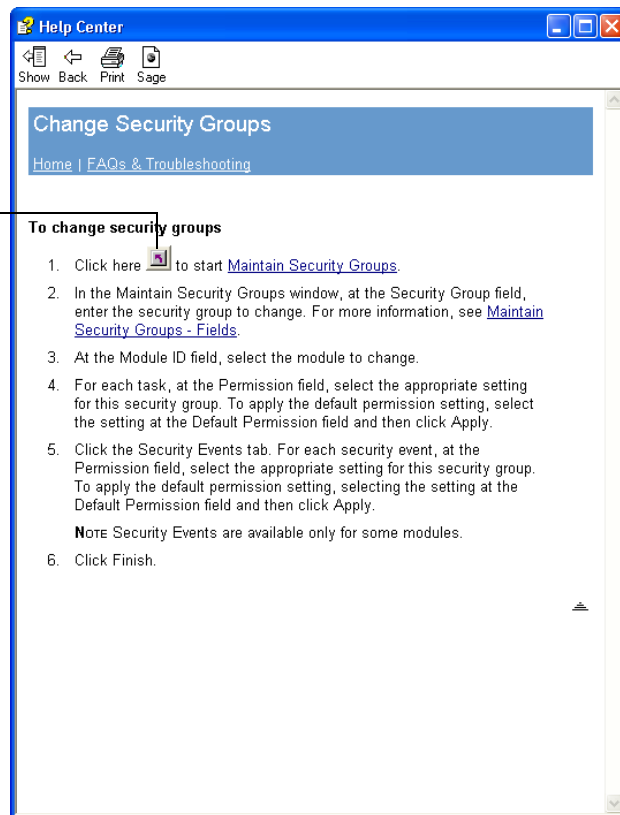 Help Center
Show Back Print Sage
Change Security Groups
Home | FAQs & Troubleshooting
To change security groups
1. Click here to start Maintain Security Groups.
2. In the Maintain Security Groups window, at the Security Group field,
enter the security group to change. For more information, see Maintain
Security Groups - Fields.
3. At the Module ID field, select the module to change.
4. For each task, at the Permission field, select the appropriate setting
for this security group. To apply the default permission setting, select
the setting at the Default Permission field and then click Apply.
5. Click the Security Events tab. For each security event, at the
Permission field, select the appropriate setting for this security group.
To apply the default permission setting, selecting the setting at the
Default Permission field and then click Apply.
NOTE Security Events are available only for some modules.
6. Click Finish.